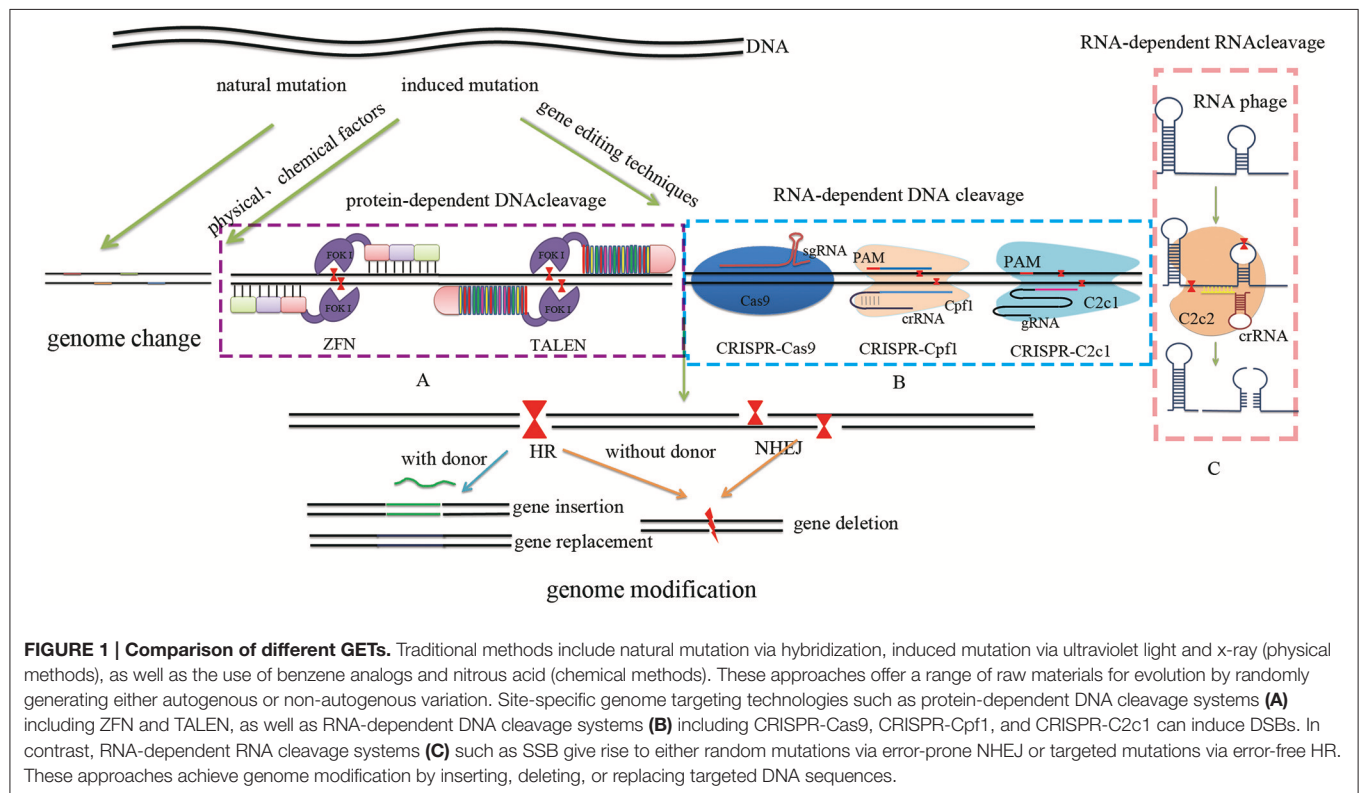 DNA
RNA-dependent RNAcleavage
natural mutation
induced mutation
physical、chemical factors
gene editing techniques
RNA phage
protein-dependent DNAcleavage
RNA-dependent DNA cleavage
FOK I
FOK I
sgRNA
PAM
PAM
FOK I
FOK I
Cas9
Cpf1
crRNA
C2c1
gRNA
C2c2
crRNA
genome change
ZFN
TALEN
CRISPR-Cas9
CRISPR-Cpf1
CRISPR-C2c1
A
B
C
HR
without donor
NHEJ
with donor
gene insertion
gene deletion
gene replacement
genome modification
FIGURE 1 | Comparison of different GETs. Traditional methods include natural mutation via hybridization, induced mutation via ultraviolet light and x-ray (physical
methods), as well as the use of benzene analogs and nitrous acid (chemical methods). These approaches offer a range of raw materials for evolution by randomly
generating either autogenous or non-autogenous variation. Site-specific genome targeting technologies such as protein-dependent DNA cleavage systems (A)
including ZFN and TALEN, as well as RNA-dependent DNA cleavage systems (B) including CRISPR-Cas9, CRISPR-Cpf1, and CRISPR-C2c1 can induce DSBs. In
contrast, RNA-dependent RNA cleavage systems (C) such as SSB give rise to either random mutations via error-prone NHEJ or targeted mutations via error-free HR.
These approaches achieve genome modification by inserting, deleting, or replacing targeted DNA sequences.